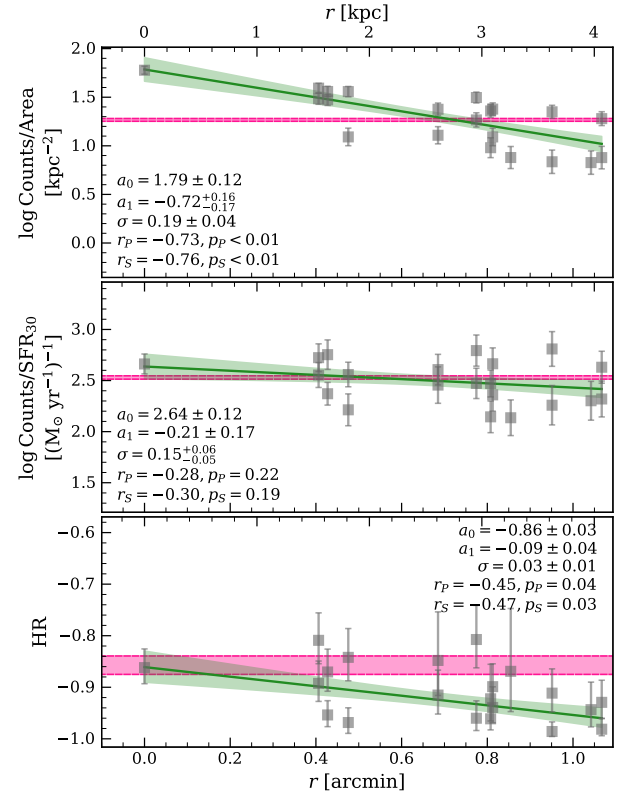 r [kpc]
0 1 2 3 4
log Counts/Area
[kpc⁻²]
2.0
1.5
1.0
0.5
0.0
a₀ = 1.79 ± 0.12
a₁ = −0.72^{+0.16}_{−0.17}
σ = 0.19 ± 0.04
r_P = −0.73, p_P < 0.01
r_S = −0.76, p_S < 0.01
log Counts/SFR₃₀
[(M⊙ yr⁻¹)⁻¹]
3.0
2.5
2.0
1.5
a₀ = 2.64 ± 0.12
a₁ = −0.21 ± 0.17
σ = 0.15^{+0.06}_{−0.05}
r_P = −0.28, p_P = 0.22
r_S = −0.30, p_S = 0.19
HR
−0.6
−0.7
−0.8
−0.9
−1.0
a₀ = −0.86 ± 0.03
a₁ = −0.09 ± 0.04
σ = 0.03 ± 0.01
r_P = −0.45, p_P = 0.04
r_S = −0.47, p_S = 0.03
0.0 0.2 0.4 0.6 0.8 1.0
r [arcmin]